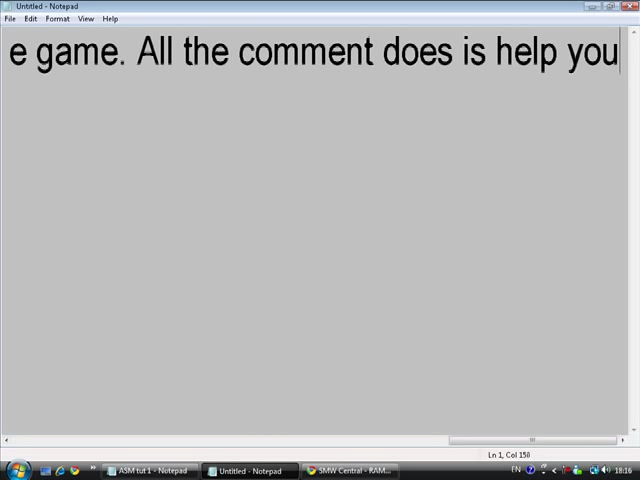 Untitled - Notepad
File Edit Format View Help
e game. All the comment does is help you
Ln 1, Col 150
ASM tut 1 - Notepad
Untitled - Notepad
SMW Central - RAM...
EN
18:16